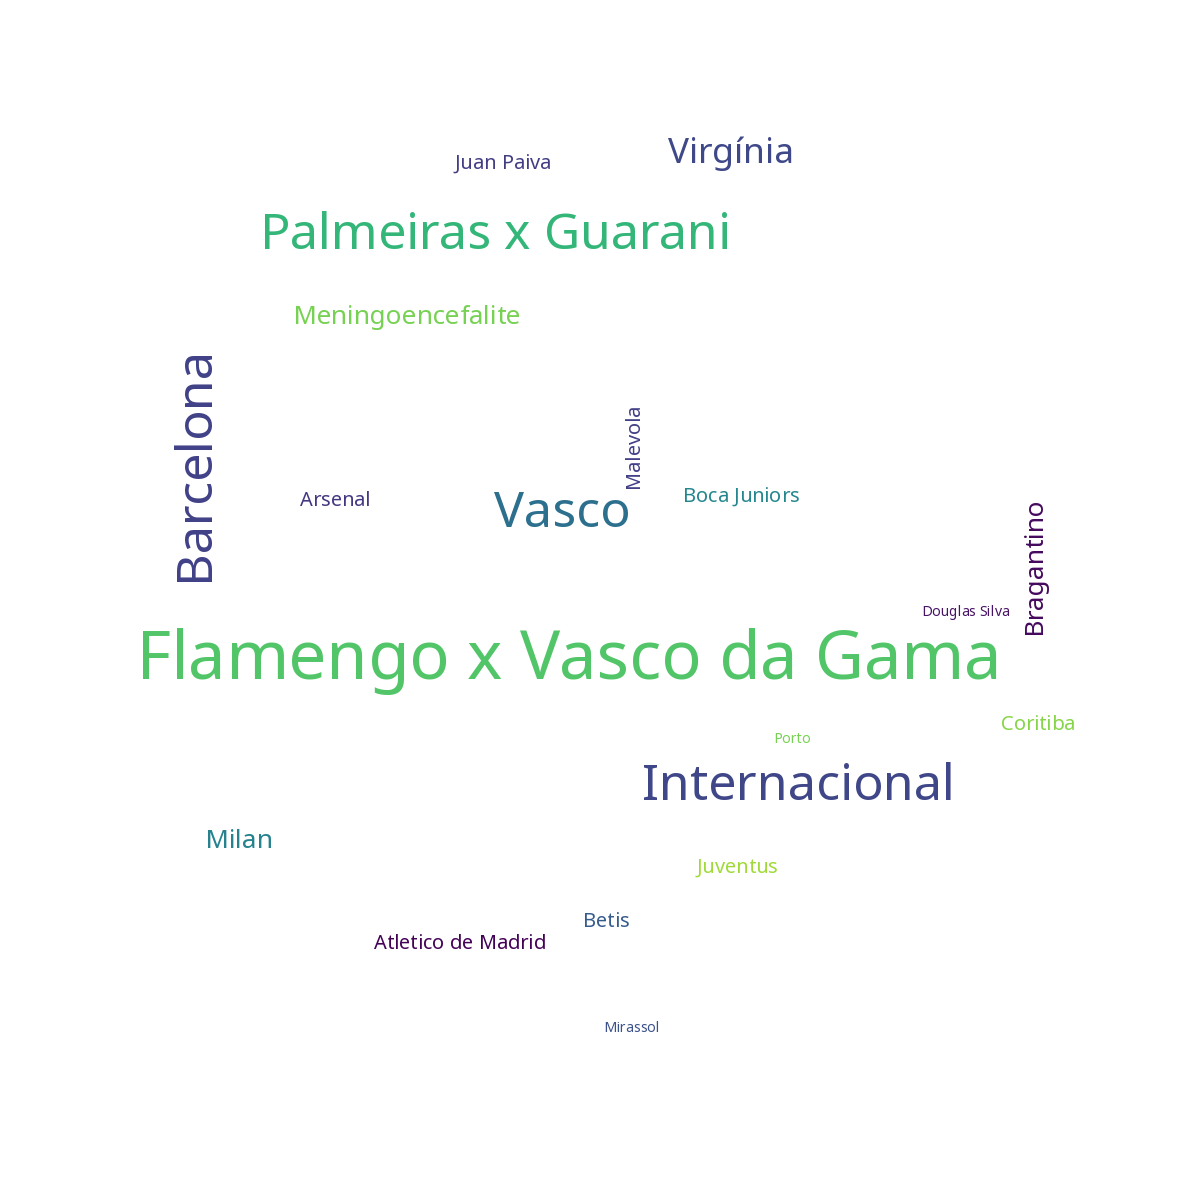 Virgínia
Juan Paiva
Palmeiras x Guarani
Meningoencefalite
Barcelona
Malevola
Arsenal
Vasco
Boca Juniors
Bragantino
Douglas Silva
Flamengo x Vasco da Gama
Coritiba
Porto
Internacional
Milan
Juventus
Betis
Atletico de Madrid
Mirassol